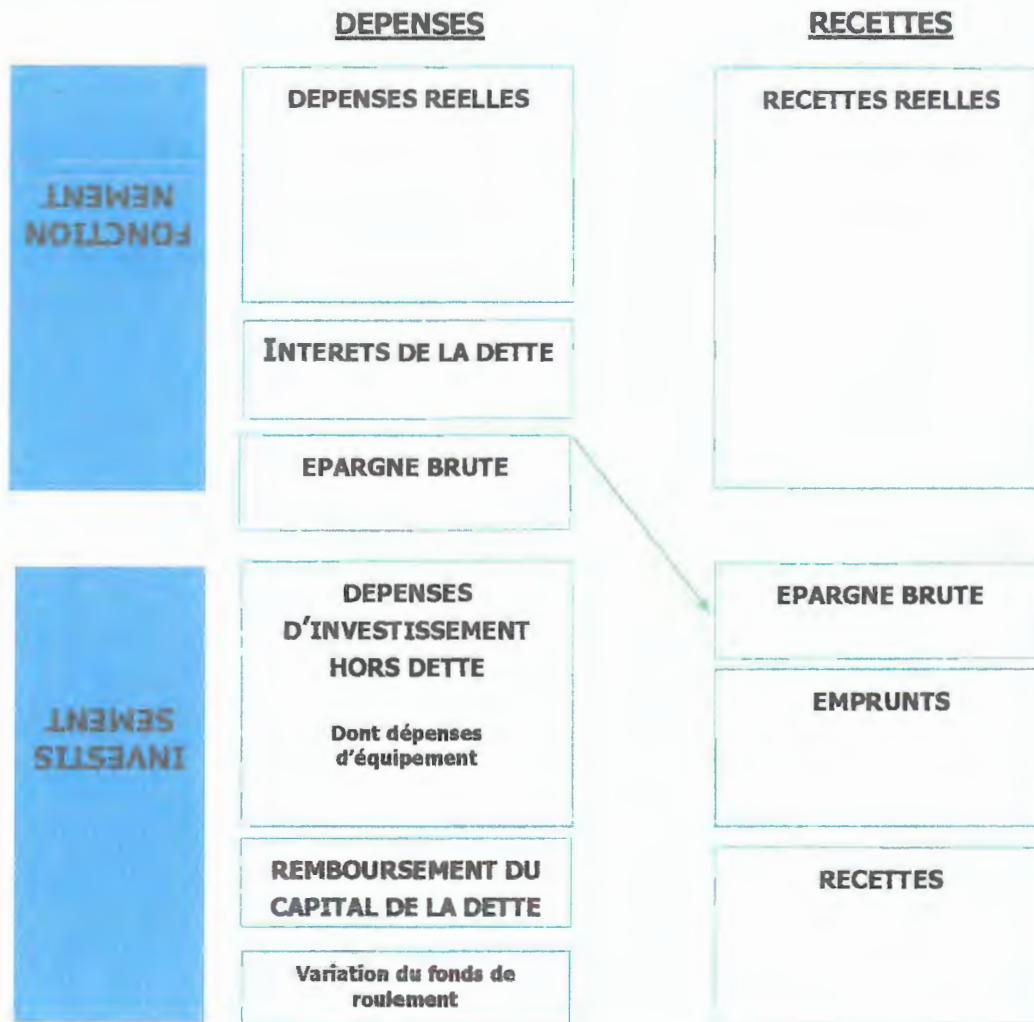 DEPENSES
RECETTES
FONCTION
NEMENT
DEPENSES REELLES
RECETTES REELLES
INTERETS DE LA DETTE
EPARGNE BRUTE
INVESTIS
SEMENT
DEPENSES
D'INVESTISSEMENT
HORS DETTE
Dont dépenses
d'équipement
REMBOURSEMENT DU
CAPITAL DE LA DETTE
Variation du fonds de
roulement
EPARGNE BRUTE
EMPRUNTS
RECETTES